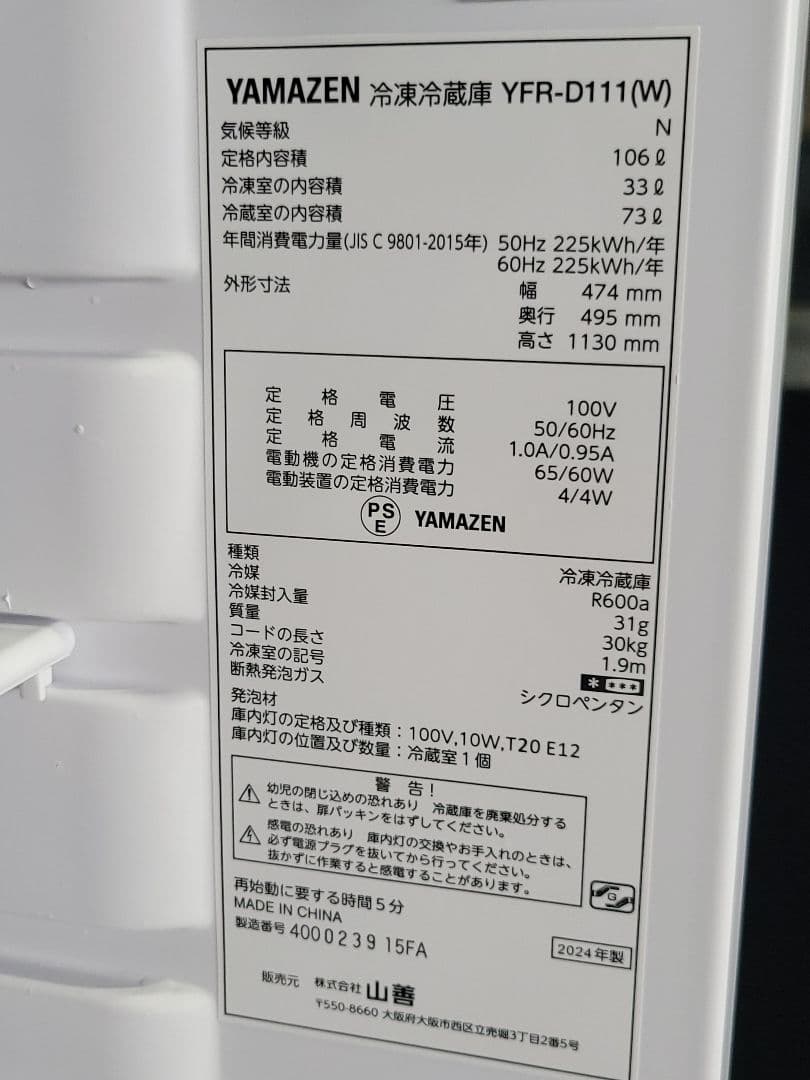 YAMAZEN 冷凍冷蔵庫 YFR-D111(W)
気候等級 N
定格内容積 106ℓ
冷凍室の内容積 33ℓ
冷蔵室の内容積 73ℓ
年間消費電力量(JIS C 9801-2015年) 50Hz 225kWh/年
60Hz 225kWh/年
外形寸法 幅 474 mm
奥行 495 mm
高さ 1130 mm
定格電圧 100V
定格周波数 50/60Hz
定格電流 1.0A/0.95A
電動機の定格消費電力 65/60W
電動装置の定格消費電力 4/4W
PS
E YAMAZEN
種類 冷凍冷蔵庫
冷媒 R600a
冷媒封入量 31g
質量 30kg
コードの長さ 1.9m
冷凍室の記号 * ***
断熱発泡ガス シクロペンタン
発泡材
庫内灯の定格及び種類：100V,10W,T20 E12
庫内灯の位置及び数量：冷蔵室1個
警 告！
幼児の閉じ込めの恐れあり 冷蔵庫を廃棄処分する
ときは、扉パッキンをはずしてください。
感電の恐れあり 庫内灯の交換やお手入れのときは、
必ず電源プラグを抜いてから行ってください。
抜かずに作業すると感電することがあります。
G
再始動に要する時間5分
MADE IN CHINA
製造番号 4000239 15FA
2024年製
販売元 株式会社 山善
〒550-8660 大阪府大阪市西区立売堀3丁目2番5号